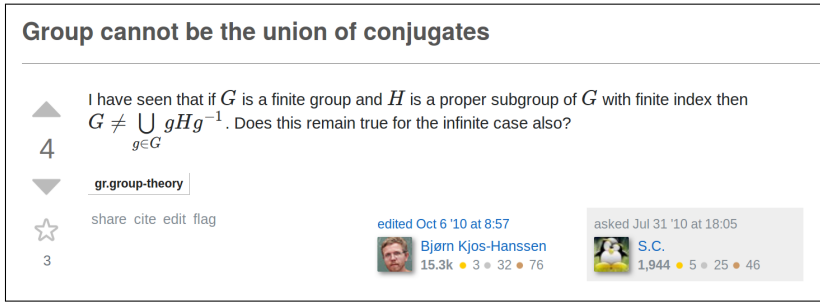 Group cannot be the union of conjugates
I have seen that if G is a finite group and H is a proper subgroup of G with finite index then
G ≠ ⋃ gHg⁻¹. Does this remain true for the infinite case also?
g∈G
4
gr.group-theory
share cite edit flag
3
edited Oct 6 '10 at 8:57
Bjørn Kjos-Hanssen
15.3k 3 32 76
asked Jul 31 '10 at 18:05
S.C.
1,944 5 25 46